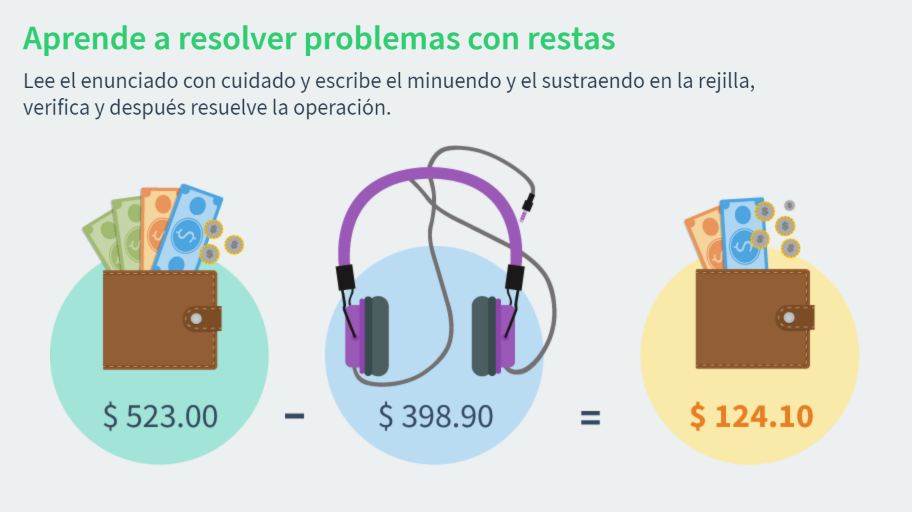 Aprende a resolver problemas con restas
Lee el enunciado con cuidado y escribe el minuendo y el sustraendo en la rejilla,
verifica y después resuelve la operación.
$ 523.00 - $ 398.90 = $ 124.10